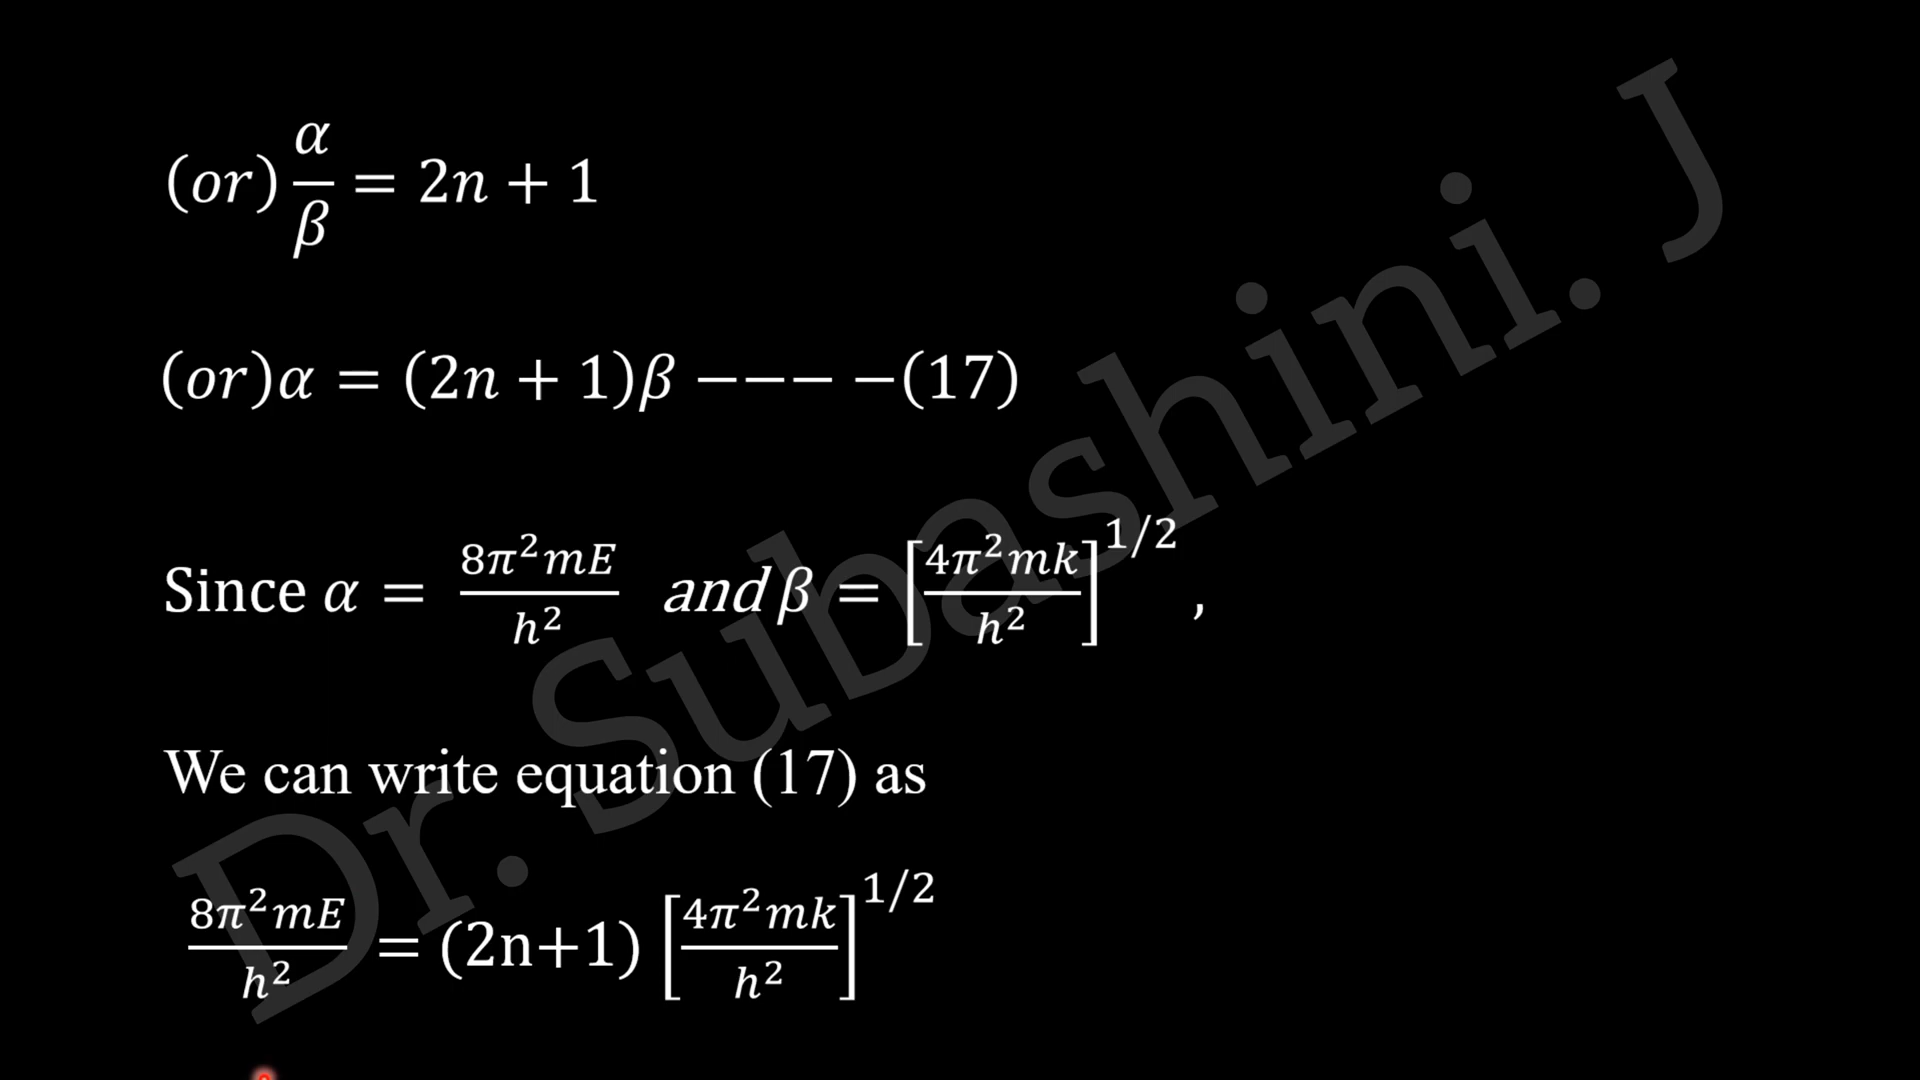 (or) α/β = 2n + 1
(or)α = (2n + 1)β −−− −(17)
Since α = 8π²mE/h² and β = [4π²mk/h²]^1/2 ,
We can write equation (17) as
8π²mE/h² = (2n+1) [4π²mk/h²]^1/2
Dr. Subashini. J